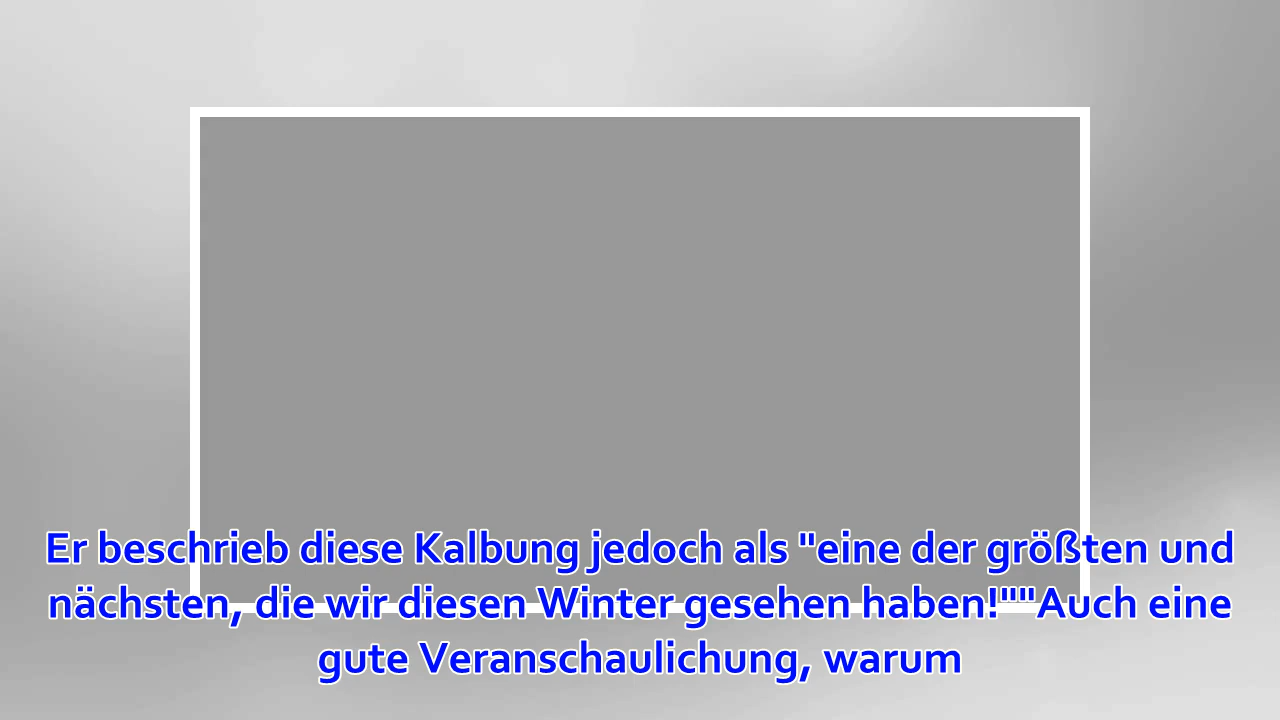 Er beschrieb diese Kalbung jedoch als "eine der größten und
nächsten, die wir diesen Winter gesehen haben!""Auch eine
gute Veranschaulichung, warum